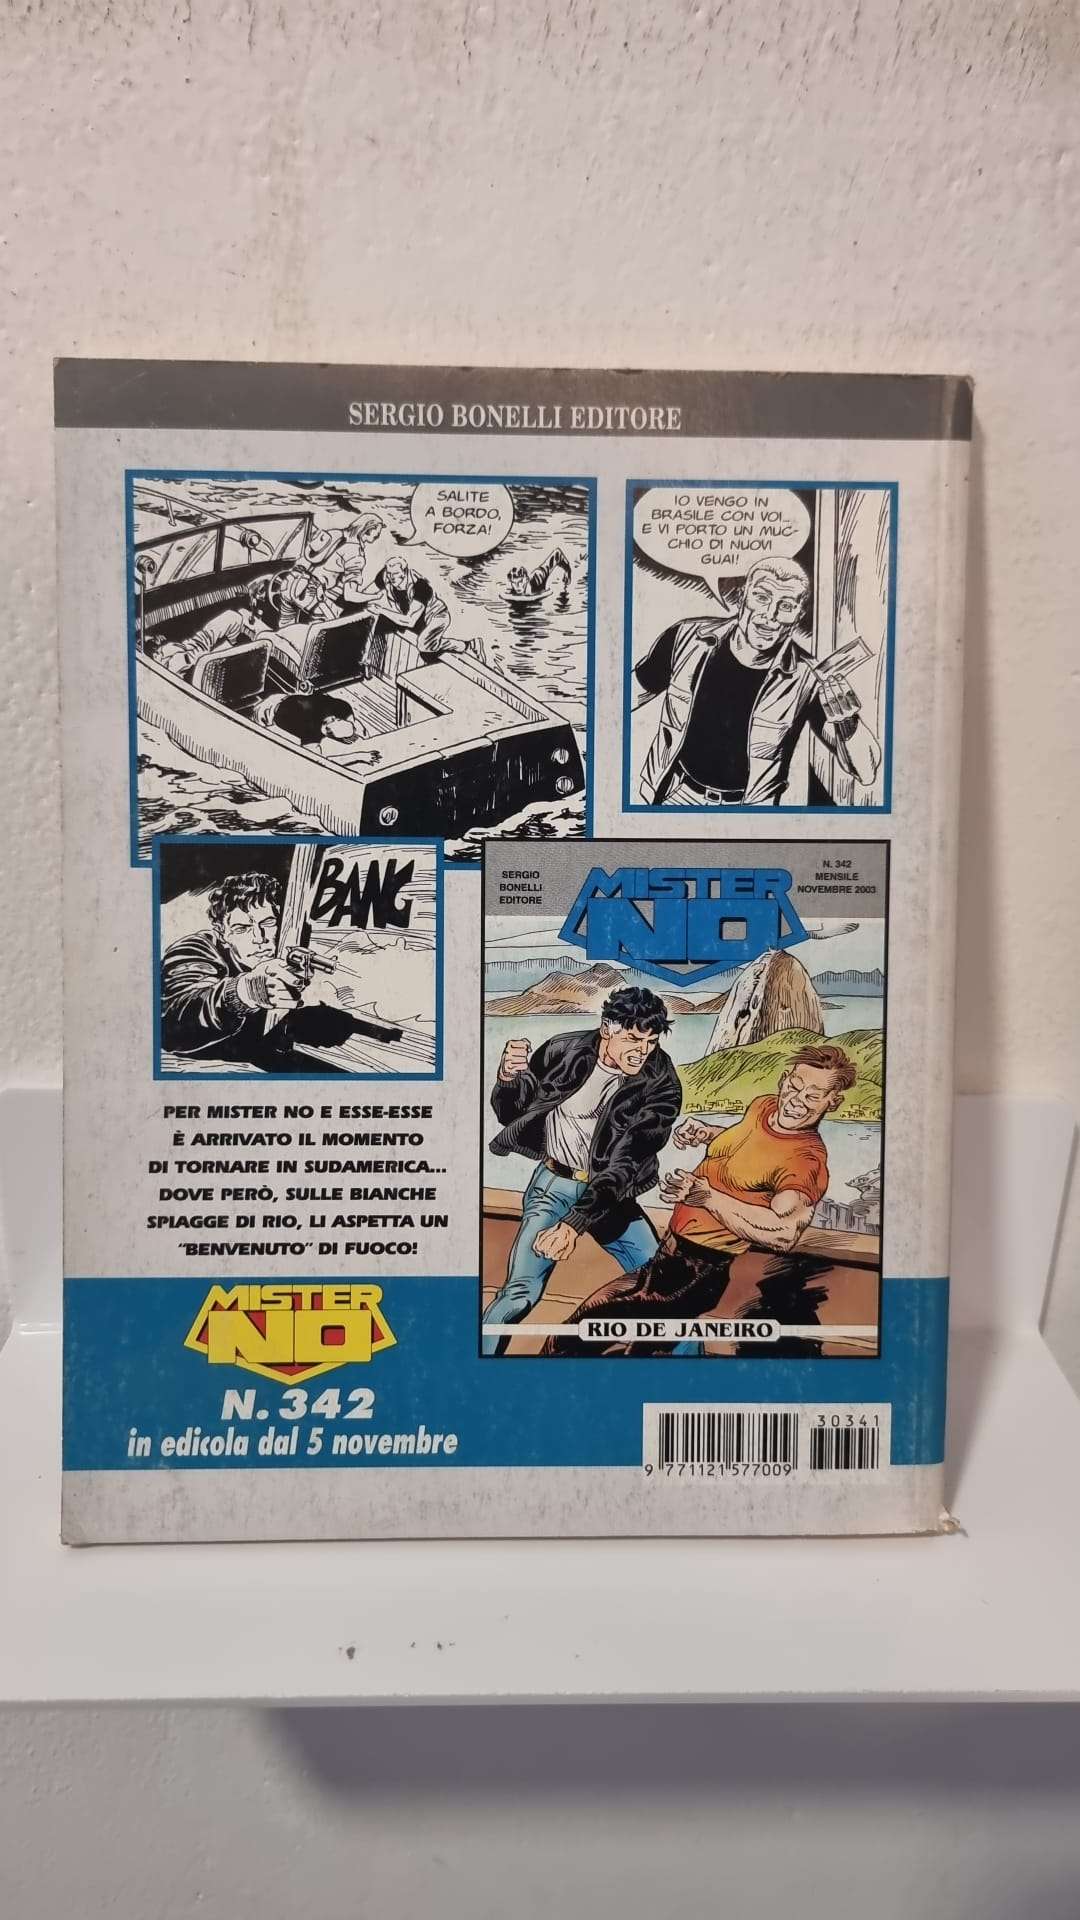 SERGIO BONELLI EDITORE
SALITE
A BORDO,
FORZA!
IO VENGO IN
BRASILE CON VOI...
E VI PORTO UN MUC-
CHIO DI NUOVI
GUAI!
BANG
SERGIO
BONELLI
EDITORE
MISTER
NO
N. 342
MENSILE
NOVEMBRE 2003
RIO DE JANEIRO
PER MISTER NO E ESSE-ESSE
È ARRIVATO IL MOMENTO
DI TORNARE IN SUDAMERICA...
DOVE PERÒ, SULLE BIANCHE
SPIAGGE DI RIO, LI ASPETTA UN
"BENVENUTO" DI FUOCO!
MISTER
NO
N. 342
in edicola dal 5 novembre
30341
9 771121 577009